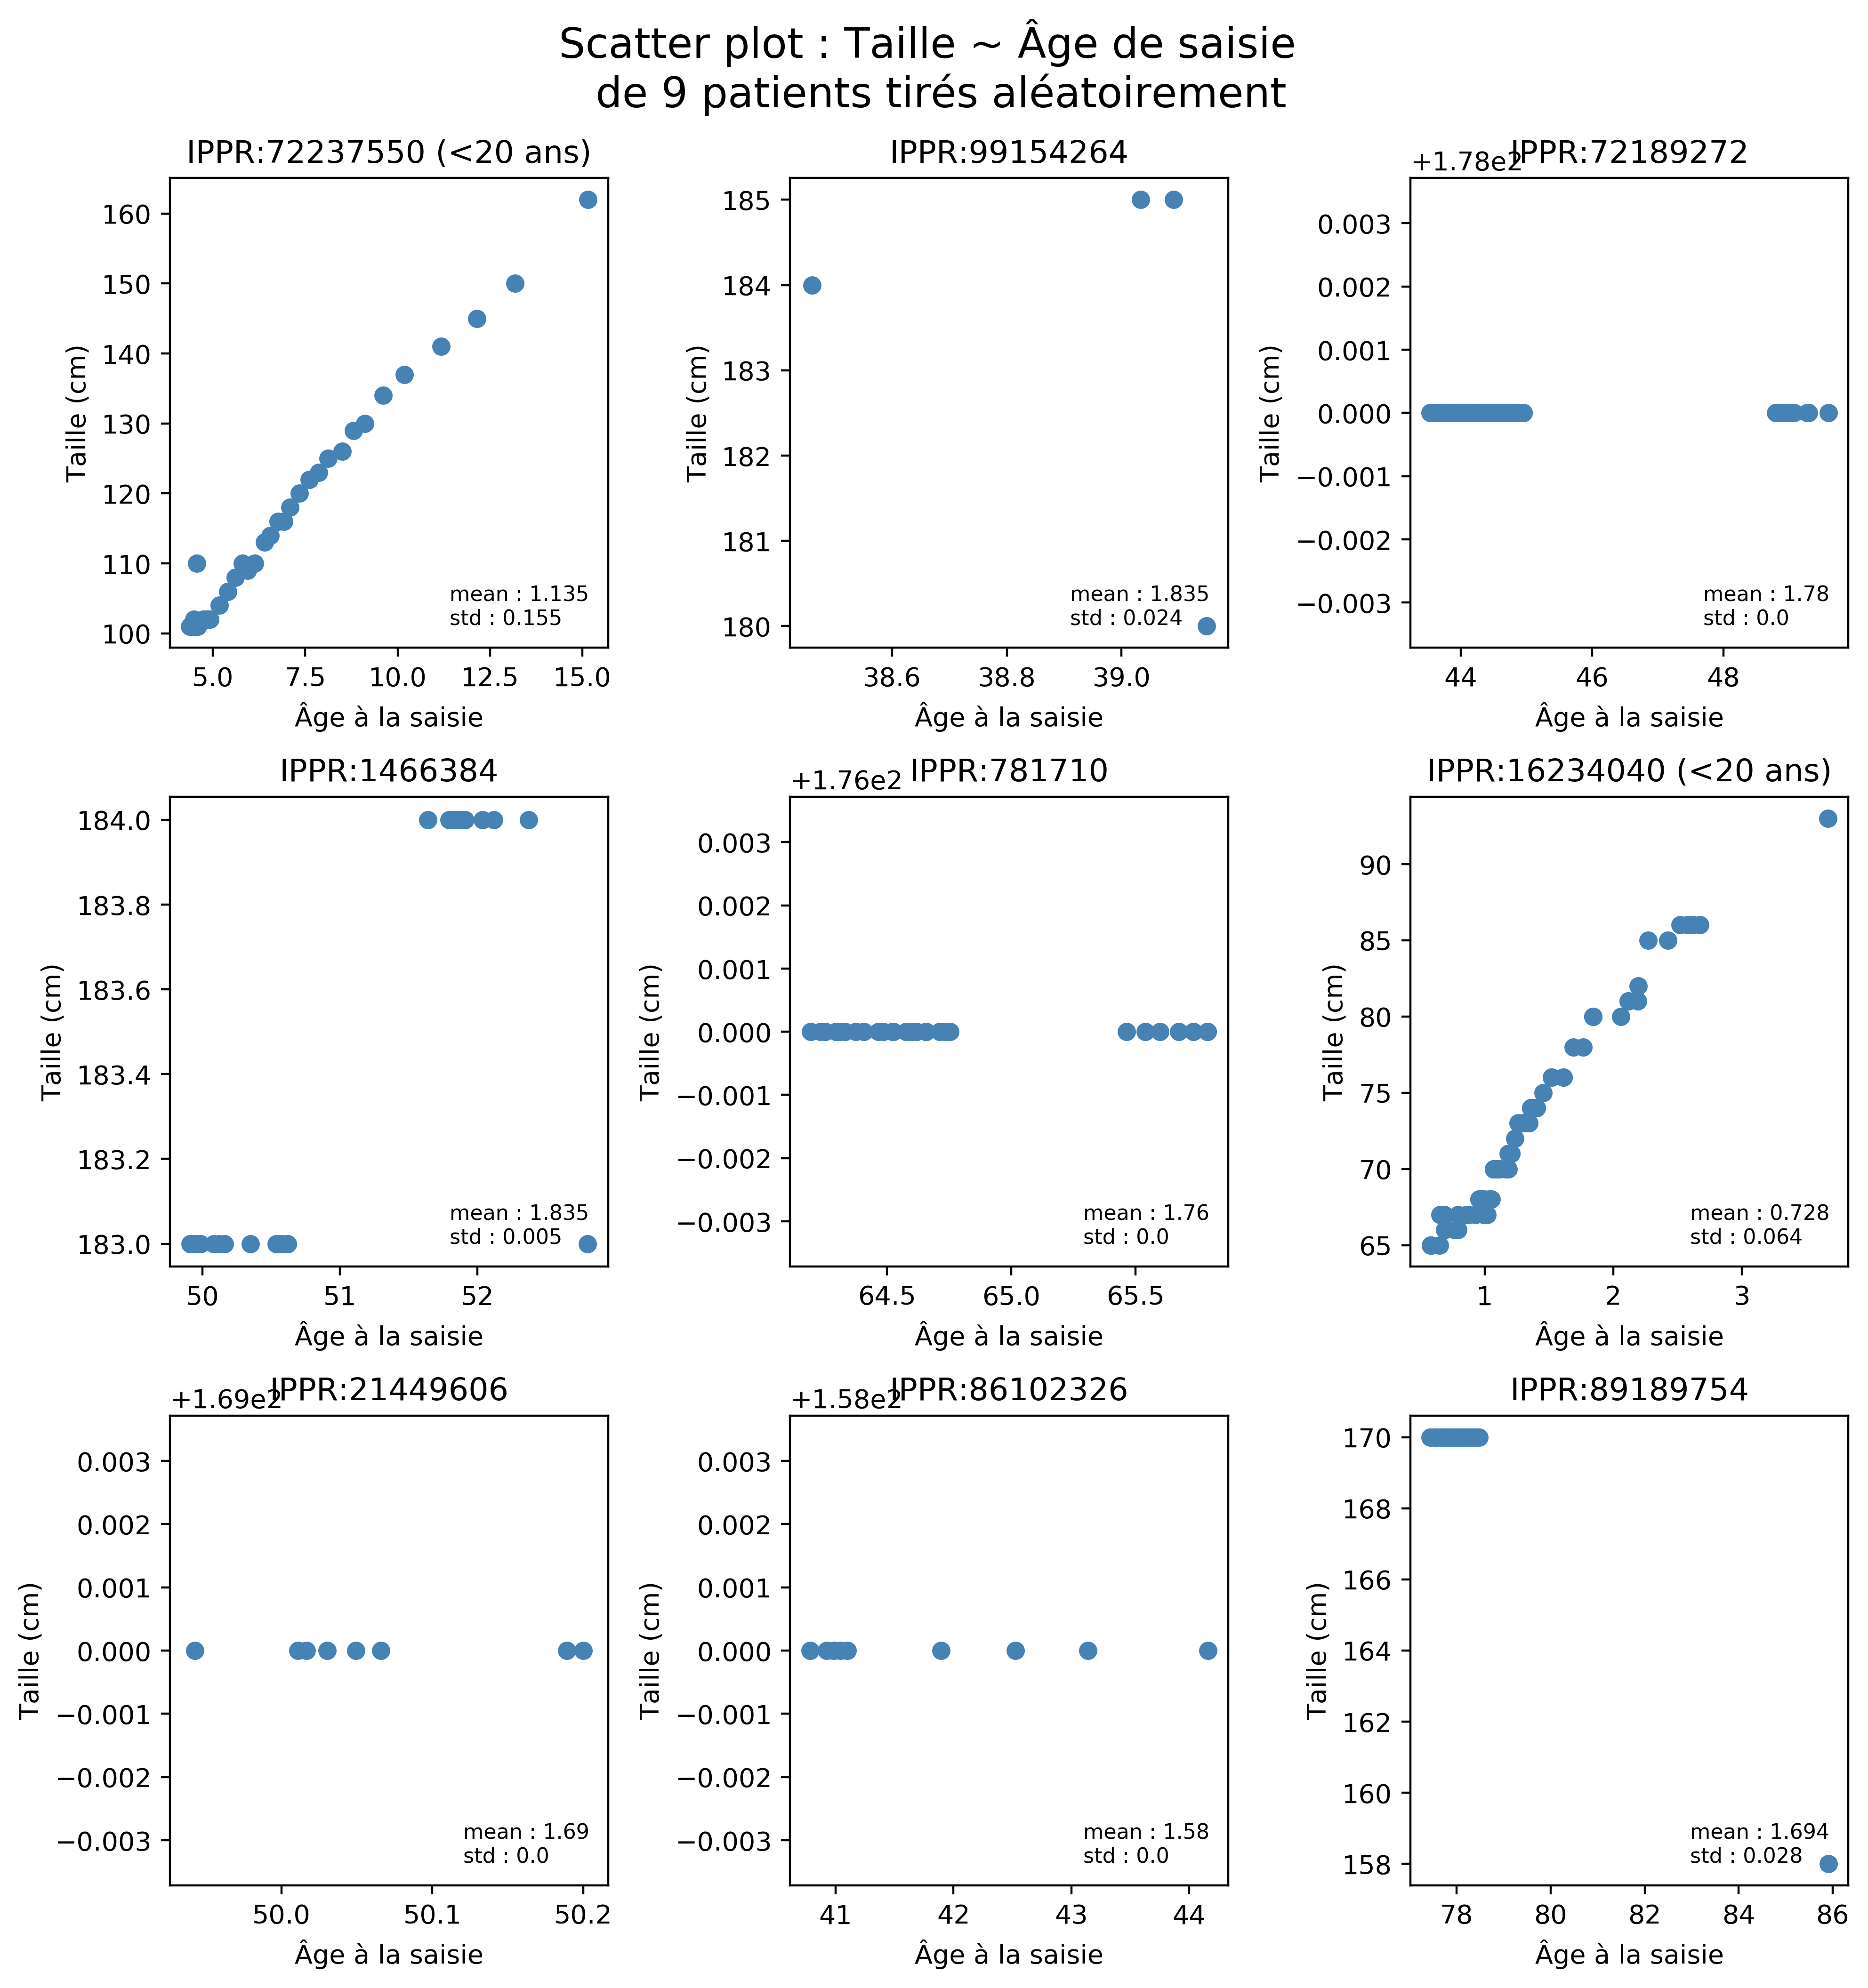 Scatter plot : Taille ~ Âge de saisie
de 9 patients tirés aléatoirement
IPPR:72237550 (<20 ans)
160
150
140
130
120
110
100
Taille (cm)
mean : 1.135
std : 0.155
5.0 7.5 10.0 12.5 15.0
Âge à la saisie
IPPR:99154264
185
184
183
182
181
180
Taille (cm)
mean : 1.835
std : 0.024
38.6 38.8 39.0
Âge à la saisie
+1.78e2
IPPR:72189272
0.003
0.002
0.001
0.000
−0.001
−0.002
−0.003
Taille (cm)
mean : 1.78
std : 0.0
44 46 48
Âge à la saisie
IPPR:1466384
184.0
183.8
183.6
183.4
183.2
183.0
Taille (cm)
mean : 1.835
std : 0.005
50 51 52
Âge à la saisie
+1.76e2
IPPR:781710
0.003
0.002
0.001
0.000
−0.001
−0.002
−0.003
Taille (cm)
mean : 1.76
std : 0.0
64.5 65.0 65.5
Âge à la saisie
IPPR:16234040 (<20 ans)
90
85
80
75
70
65
Taille (cm)
mean : 0.728
std : 0.064
1 2 3
Âge à la saisie
+1.69e2
IPPR:21449606
0.003
0.002
0.001
0.000
−0.001
−0.002
−0.003
Taille (cm)
mean : 1.69
std : 0.0
50.0 50.1 50.2
Âge à la saisie
+1.58e2
IPPR:86102326
0.003
0.002
0.001
0.000
−0.001
−0.002
−0.003
Taille (cm)
mean : 1.58
std : 0.0
41 42 43 44
Âge à la saisie
IPPR:89189754
170
168
166
164
162
160
158
Taille (cm)
mean : 1.694
std : 0.028
78 80 82 84 86
Âge à la saisie